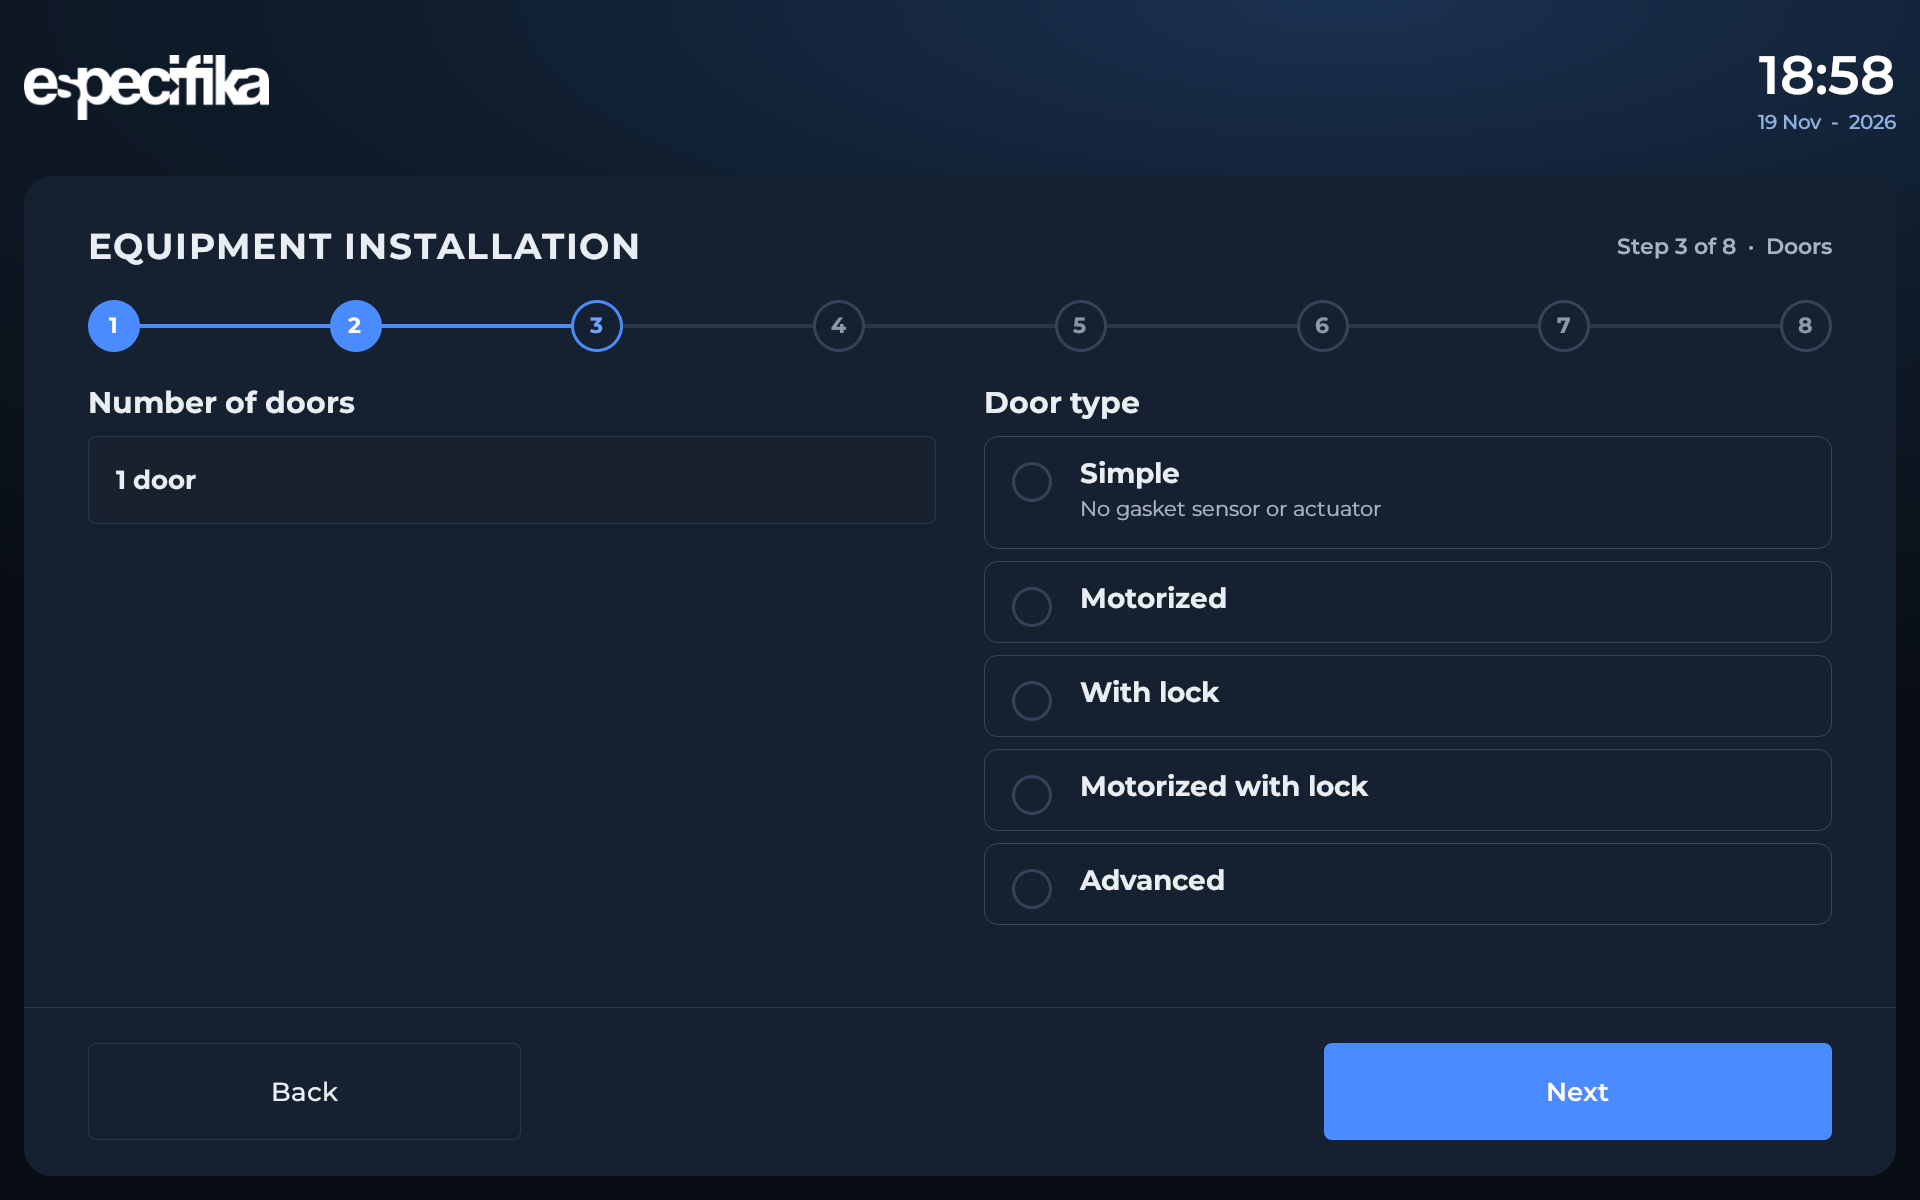 especifika
18:58
19 Nov - 2026
EQUIPMENT INSTALLATION
Step 3 of 8 · Doors
1 2 3 4 5 6 7 8
Number of doors
1 door
Door type
Simple
No gasket sensor or actuator
Motorized
With lock
Motorized with lock
Advanced
Back
Next